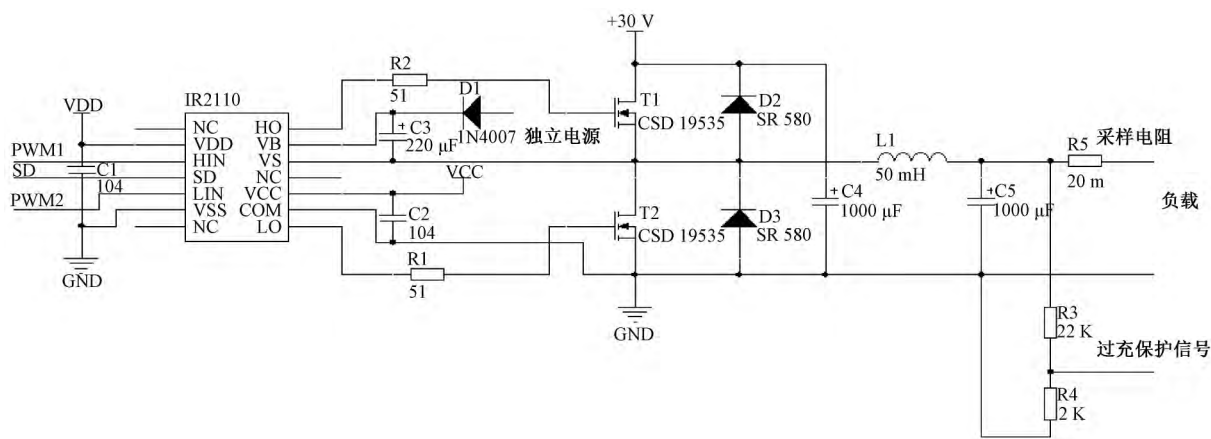 +30 V
R2
51
D1
1N4007
独立电源
VDD
IR2110
NC
VDD
HIN
SD
LIN
VSS
NC
HO
VB
VS
NC
VCC
COM
LO
PWM1
SD
PWM2
C1
104
GND
C3
220 μF
VCC
C2
104
R1
51
T1
CSD 19535
D2
SR 580
T2
CSD 19535
D3
SR 580
GND
C4
1000 μF
L1
50 mH
C5
1000 μF
R5
20 m
采样电阻
负载
R3
22 K
过充保护信号
R4
2 K